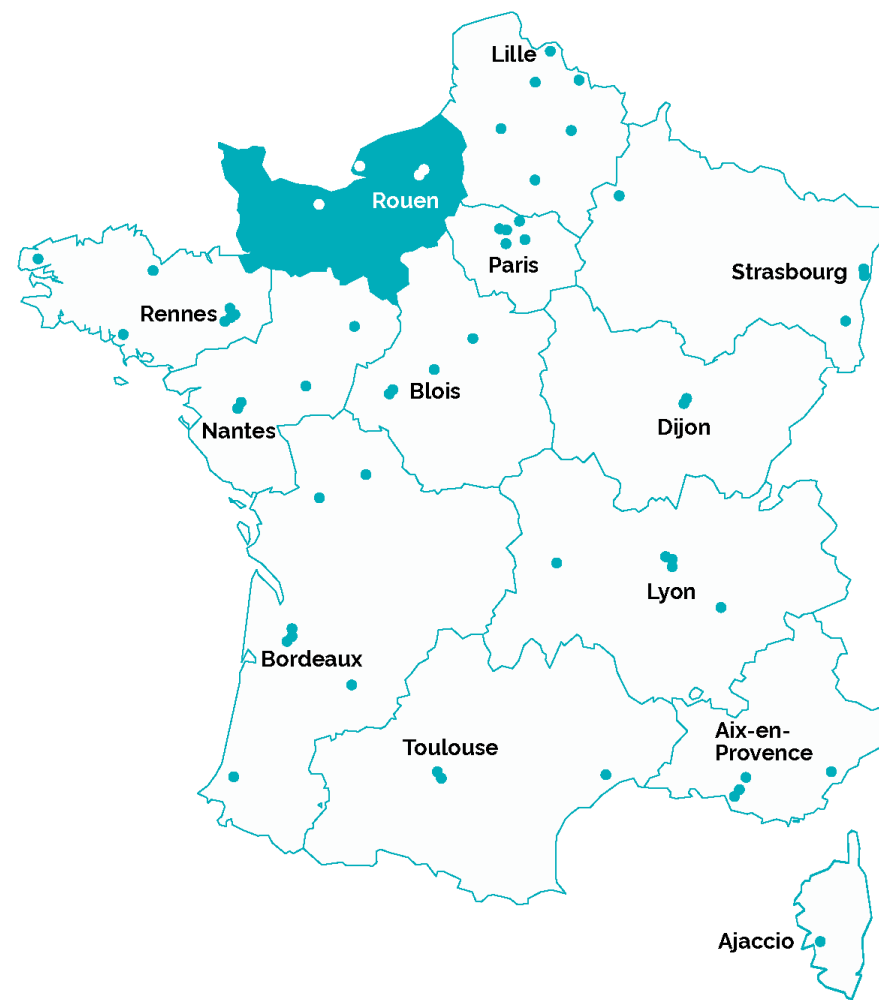 Lille
Rouen
Paris
Strasbourg
Rennes
Blois
Nantes
Dijon
Lyon
Bordeaux
Aix-en-
Provence
Toulouse
Ajaccio